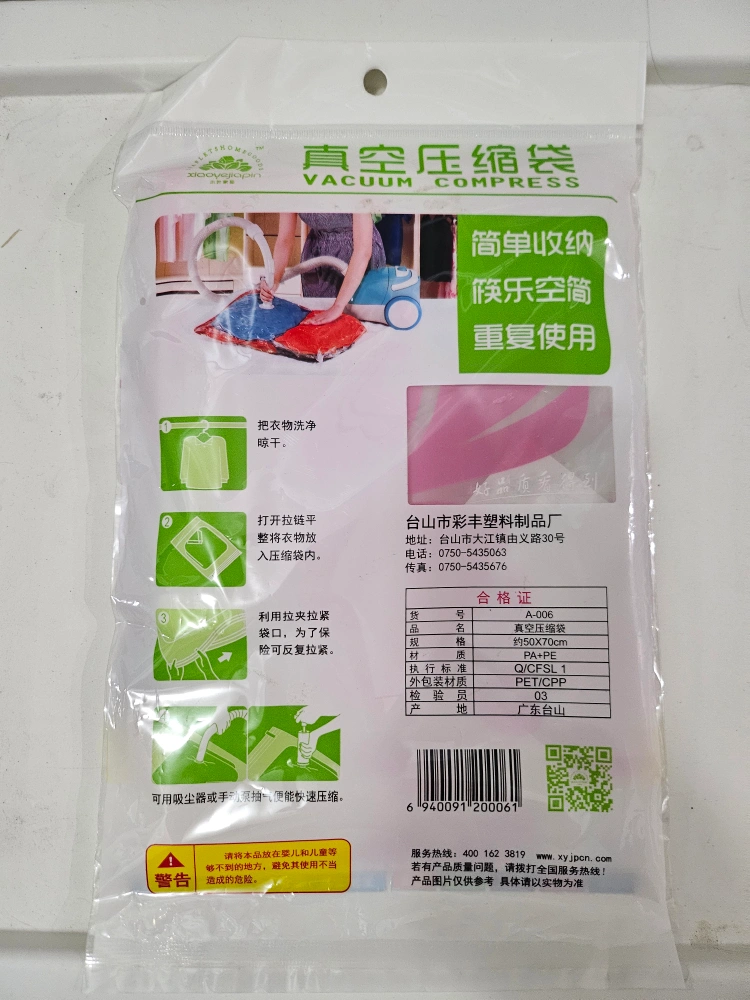 xiaoyejiapin
真空压缩袋
VACUUM COMPRESS
简单收纳
筷乐空简
重复使用
1
把衣物洗净
晾干。
2
打开拉链平
整将衣物放
入压缩袋内。
3
利用拉夹拉紧
袋口，为了保
险可反复拉紧。
4
可用吸尘器或手动泵抽气便能快速压缩。
警告
请将本品放在婴儿和儿童等
够不到的地方，避免其使用不当
造成的危险。
台山市彩丰塑料制品厂
地址：台山市大江镇由义路30号
电话：0750-5435063
传真：0750-5435676
合格证
货号 A-006
品名 真空压缩袋
规格 约50X70cm
材质 PA+PE
执行标准 Q/CFSL 1
外包装材质 PET/CPP
检验员 03
产地 广东台山
6 940091 200061
服务热线：400 162 3819 www.xyjpcn.com
若有产品质量问题，请拨打全国服务热线！
产品图片仅供参考 具体请以实物为准